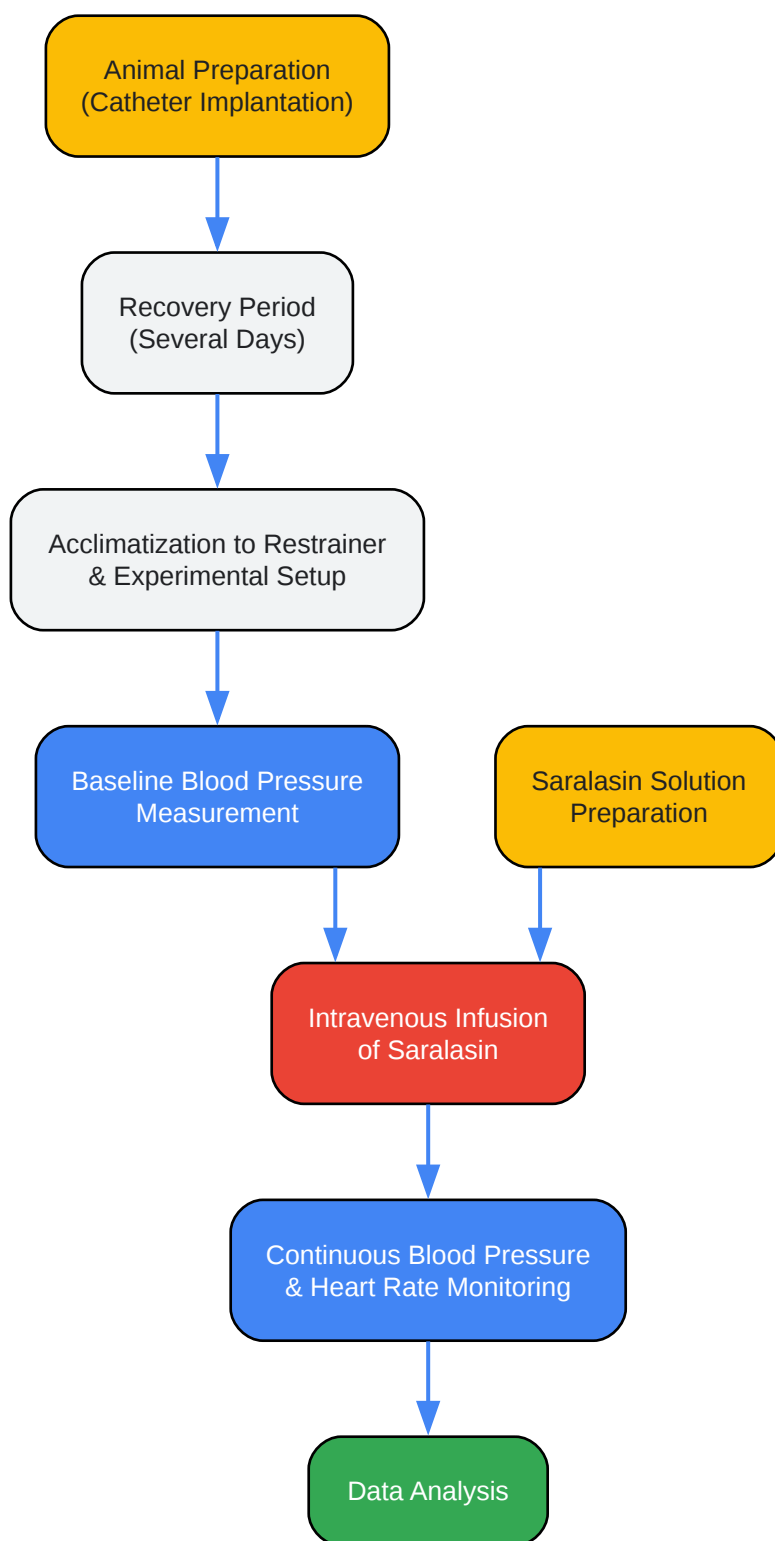 Animal Preparation
(Catheter Implantation)
Recovery Period
(Several Days)
Acclimatization to Restrainer
& Experimental Setup
Baseline Blood Pressure
Measurement
Saralasin Solution
Preparation
Intravenous Infusion
of Saralasin
Continuous Blood Pressure
& Heart Rate Monitoring
Data Analysis